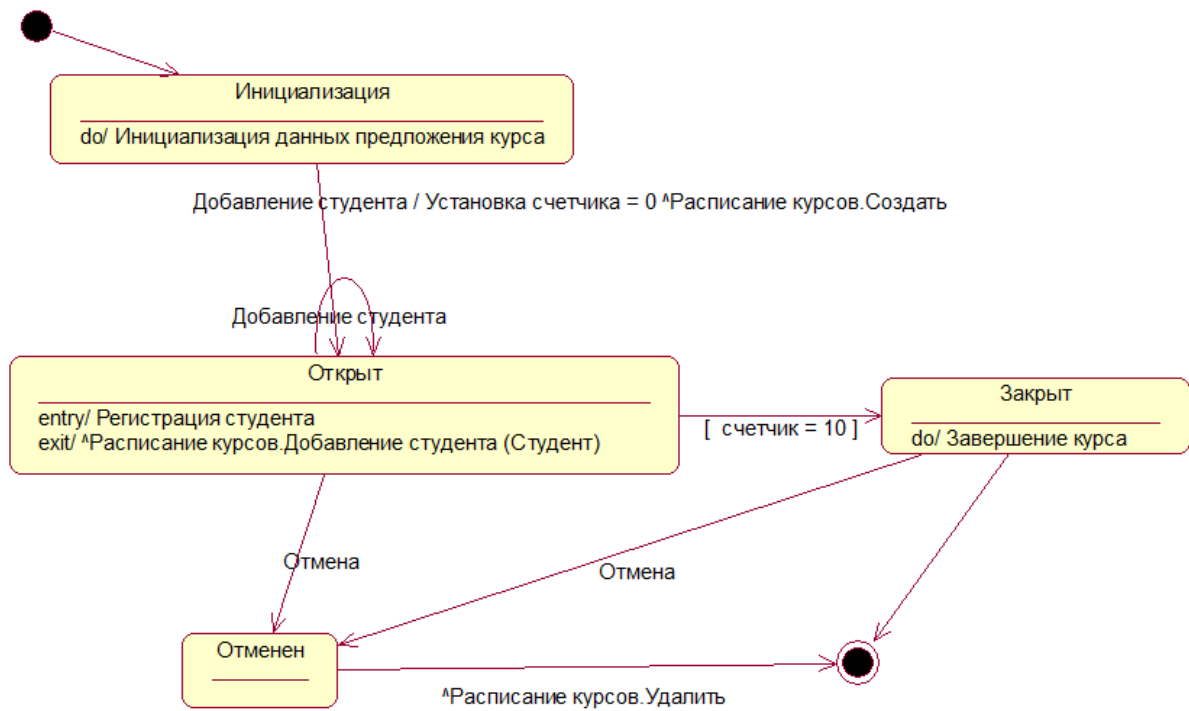 Инициализация
do/ Инициализация данных предложения курса
Добавление студента / Установка счетчика = 0 ^Расписание курсов.Создать
Добавление студента
Открыт
entry/ Регистрация студента
exit/ ^Расписание курсов.Добавление студента (Студент)
[ счетчик = 10 ]
Закрыт
do/ Завершение курса
Отмена
Отмена
Отменен
^Расписание курсов.Удалить